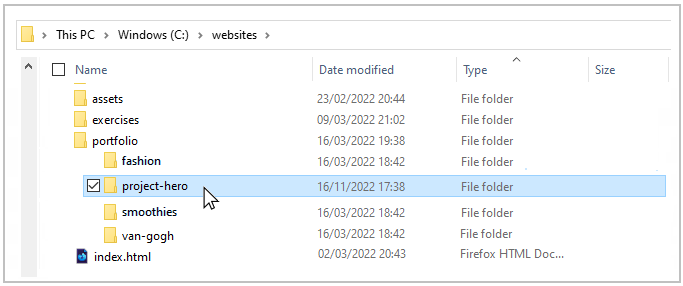 This PC > Windows (C:) > websites >
Name Date modified Type Size
assets 23/02/2022 20:44 File folder
exercises 09/03/2022 21:02 File folder
portfolio 16/03/2022 19:38 File folder
fashion 16/03/2022 18:42 File folder
project-hero 16/11/2022 17:38 File folder
smoothies 16/03/2022 18:42 File folder
van-gogh 16/03/2022 18:42 File folder
index.html 02/03/2022 20:43 Firefox HTML Doc...